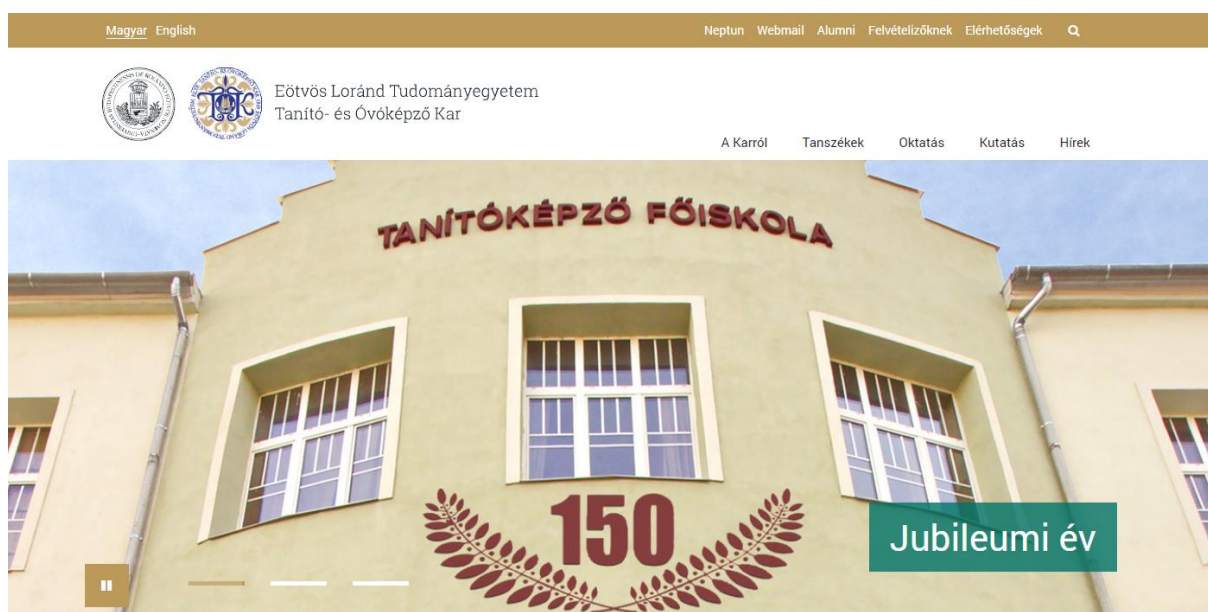 Magyar English
Neptun Webmail Alumni Felvételizőknek Elérhetőségek
Eötvös Loránd Tudományegyetem
Tanító- és Óvóképző Kar
A Karról Tanszékek Oktatás Kutatás Hírek
TANÍTÓKÉPZŐ FŐISKOLA
150
Jubileumi év